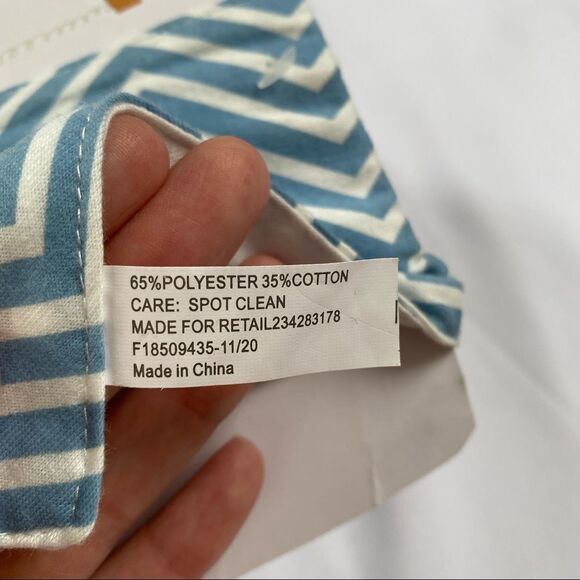 65%POLYESTER 35%COTTON
CARE: SPOT CLEAN
MADE FOR RETAIL234283178
F18509435-11/20
Made in China